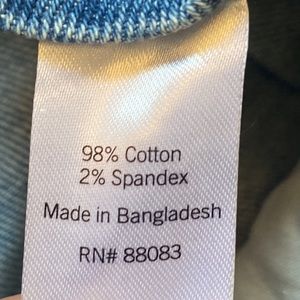 98% Cotton
2% Spandex
Made in Bangladesh
RN# 88083